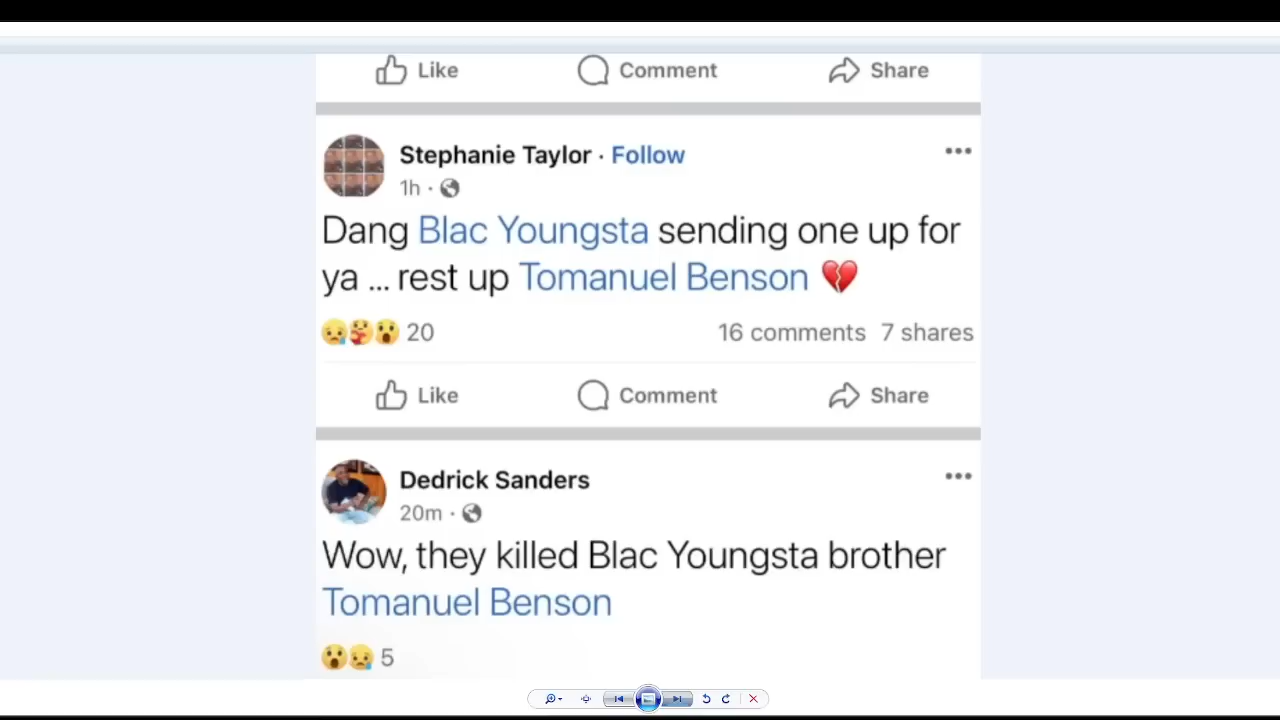 Like Comment Share
Stephanie Taylor · Follow
1h ·
Dang Blac Youngsta sending one up for
ya ... rest up Tomanuel Benson 💔
20 16 comments 7 shares
Like Comment Share
Dedrick Sanders
20m ·
Wow, they killed Blac Youngsta brother
Tomanuel Benson
5